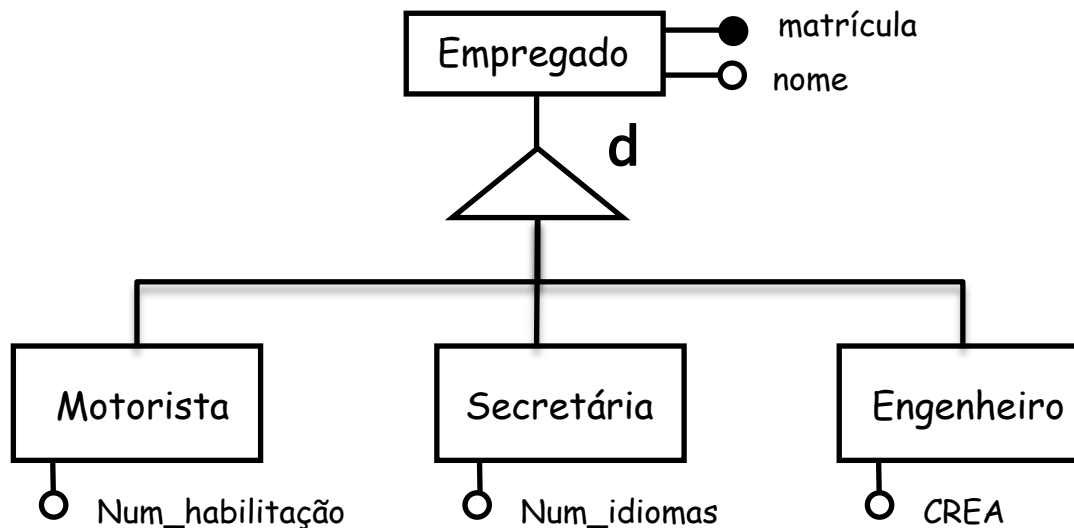 Empregado
matrícula
nome
d
Motorista
Secretária
Engenheiro
Num_habilitação
Num_idiomas
CREA